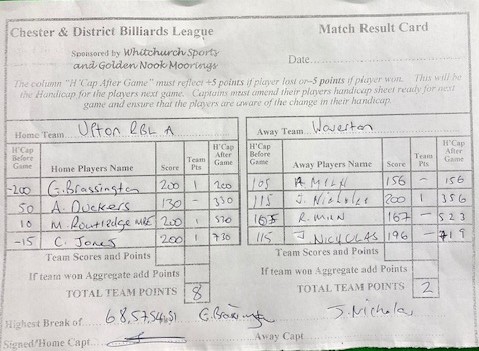 Chester & District Billiards League Match Result Card
Sponsored by Whitchurch Sports
and Golden Nook Moorings
Date
The column "H'Cap After Game" must reflect +5 points if player lost or -5 points if player won. This will be
the Handicap for the players next game. Captains must amend their players handicap sheet ready for next
game and ensure that the players are aware of the change in their handicap.
Home Team Upton RBL A Away Team Waverton
H'Cap Before Game Home Players Name Score Team Pts H'Cap After Game H'Cap Before Game Away Players Name Score Team Pts H'Cap After Game
-200 G. Brassington 200 1 200 105 A. MILN 156 - 156
50 A. Duckers 130 - 330 115 J. Nicholas 200 1 356
10 M. Routledge 200 1 530 165 R. MILN 167 - 523
-15 C. Jones 200 1 730 115 J. NICHOLAS 196 - 719
Team Scores and Points Team Scores and Points
If team won Aggregate add Points If team won Aggregate add Points
TOTAL TEAM POINTS 8 TOTAL TEAM POINTS 2
Highest Break of 68,57,54,51 G. Brassington J. Nicholas
Signed/Home Capt Away Capt